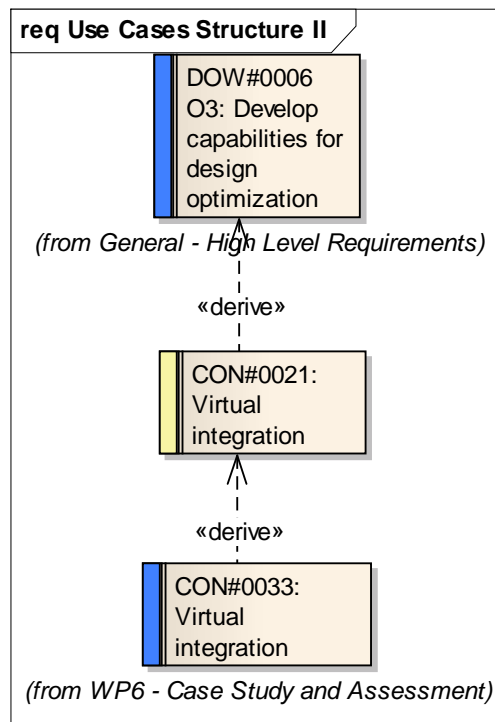 req Use Cases Structure II
DOW#0006
O3: Develop
capabilities for
design
optimization
(from General - High Level Requirements)
«derive»
CON#0021:
Virtual
integration
«derive»
CON#0033:
Virtual
integration
(from WP6 - Case Study and Assessment)